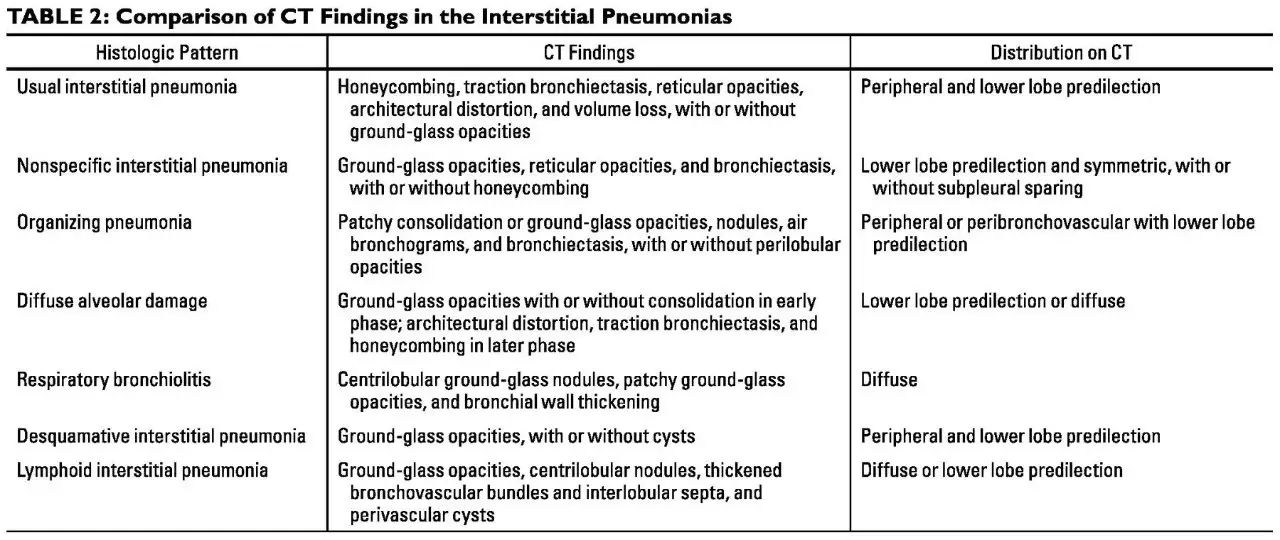 TABLE 2: Comparison of CT Findings in the Interstitial Pneumonias
Histologic Pattern CT Findings Distribution on CT
Usual interstitial pneumonia Honeycombing, traction bronchiectasis, reticular opacities, Peripheral and lower lobe predilection
architectural distortion, and volume loss, with or without
ground-glass opacities
Nonspecific interstitial pneumonia Ground-glass opacities, reticular opacities, and bronchiectasis, Lower lobe predilection and symmetric, with or
with or without honeycombing without subpleural sparing
Organizing pneumonia Patchy consolidation or ground-glass opacities, nodules, air Peripheral or peribronchovascular with lower lobe
bronchograms, and bronchiectasis, with or without perilobular predilection
opacities
Diffuse alveolar damage Ground-glass opacities with or without consolidation in early Lower lobe predilection or diffuse
phase; architectural distortion, traction bronchiectasis, and
honeycombing in later phase
Respiratory bronchiolitis Centrilobular ground-glass nodules, patchy ground-glass Diffuse
opacities, and bronchial wall thickening
Desquamative interstitial pneumonia Ground-glass opacities, with or without cysts Peripheral and lower lobe predilection
Lymphoid interstitial pneumonia Ground-glass opacities, centrilobular nodules, thickened Diffuse or lower lobe predilection
bronchovascular bundles and interlobular septa, and
perivascular cysts